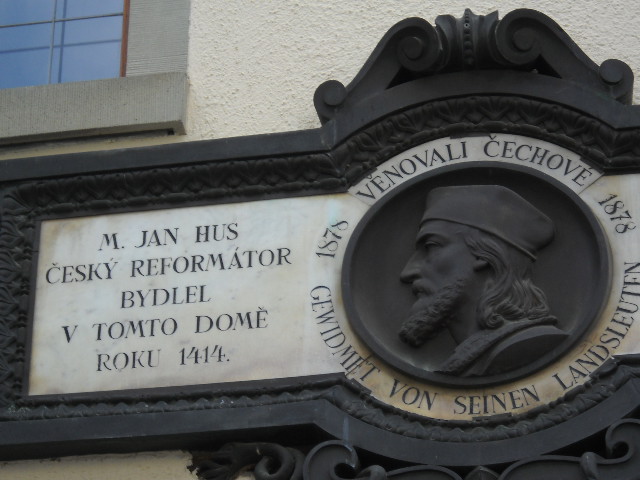 M. JAN HUS
ČESKÝ REFORMÁTOR
BYDLEL
V TOMTO DOMĚ
ROKU 1414.
VĚNOVALI ČECHOVÉ
1878
1878
GEWIDMET VON SEINEN LANDSLEUTEN